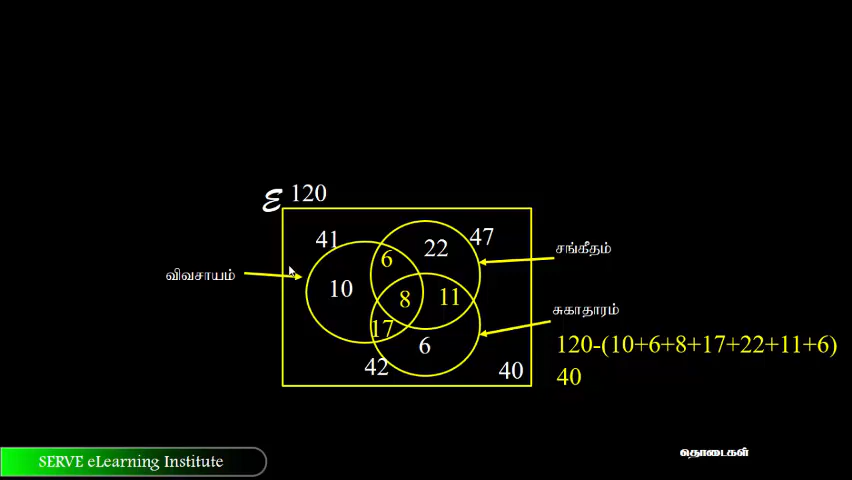 ℰ 120
41
47
6
22
சங்கீதம்
விவசாயம்
10
8
11
சுகாதாரம்
17
6
120-(10+6+8+17+22+11+6)
42
40
40
தொடைகள்
SERVE eLearning Institute